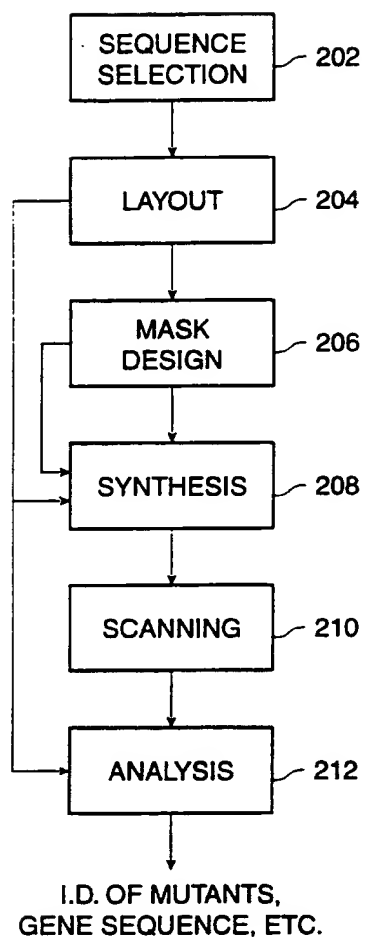 SEQUENCE
SELECTION
202
LAYOUT
204
MASK
DESIGN
206
SYNTHESIS
208
SCANNING
210
ANALYSIS
212
I.D. OF MUTANTS,
GENE SEQUENCE, ETC.